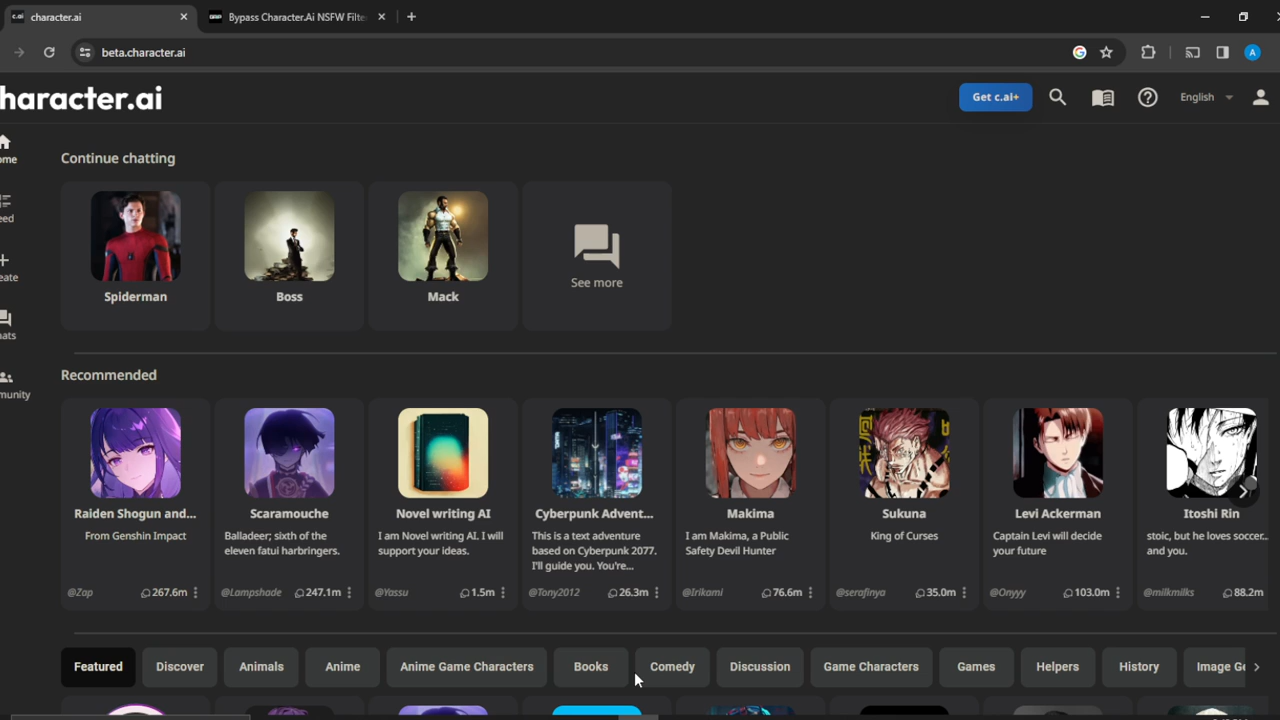 c.ai character.ai
Bypass Character.Ai NSFW Filte
beta.character.ai
haracter.ai
Get c.ai+
English
ome
eed
eate
ats
munity
Continue chatting
Spiderman
Boss
Mack
See more
Recommended
Raiden Shogun and...
From Genshin Impact
@Zap 267.6m
Scaramouche
Balladeer; sixth of the
eleven fatui harbringers.
@Lampshade 247.1m
Novel writing AI
I am Novel writing AI. I will
support your ideas.
@Yassu 1.5m
Cyberpunk Advent...
This is a text adventure
based on Cyberpunk 2077.
I'll guide you. You're...
@Tony2012 26.3m
Makima
I am Makima, a Public
Safety Devil Hunter
@Irikami 76.6m
Sukuna
King of Curses
@serafinya 35.0m
Levi Ackerman
Captain Levi will decide
your future
@Onyyy 103.0m
Itoshi Rin
stoic, but he loves soccer...
and you.
@milkmilks 88.2m
Featured
Discover
Animals
Anime
Anime Game Characters
Books
Comedy
Discussion
Game Characters
Games
Helpers
History
Image Ge